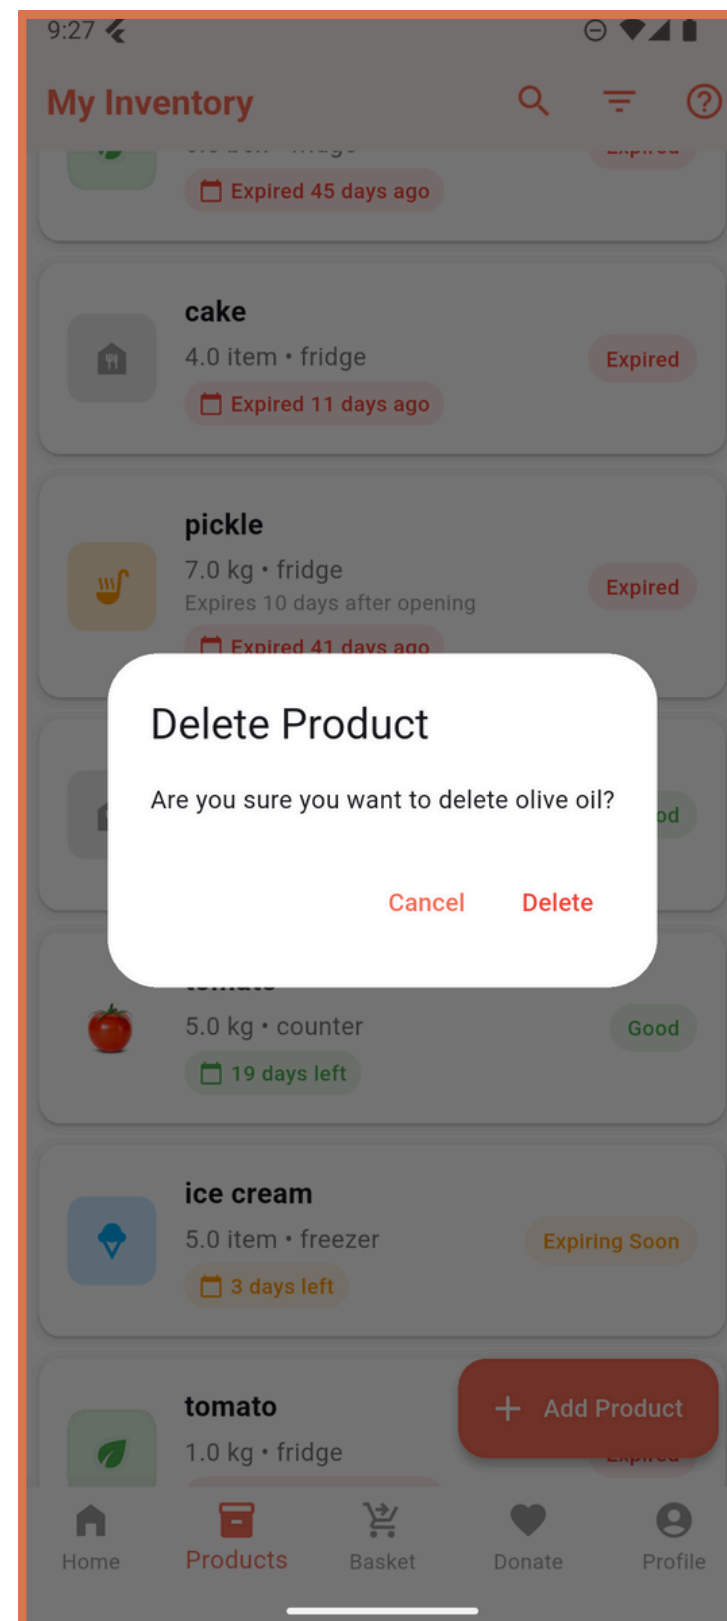 9:27
My Inventory
Expired 45 days ago
cake
4.0 item • fridge
Expired
Expired 11 days ago
pickle
7.0 kg • fridge
Expired
Expires 10 days after opening
Expired 41 days ago
Delete Product
Are you sure you want to delete olive oil?
Cancel
Delete
tomato
5.0 kg • counter
Good
19 days left
ice cream
5.0 item • freezer
Expiring Soon
3 days left
tomato
+ Add Product
1.0 kg • fridge
Expired
Home
Products
Basket
Donate
Profile